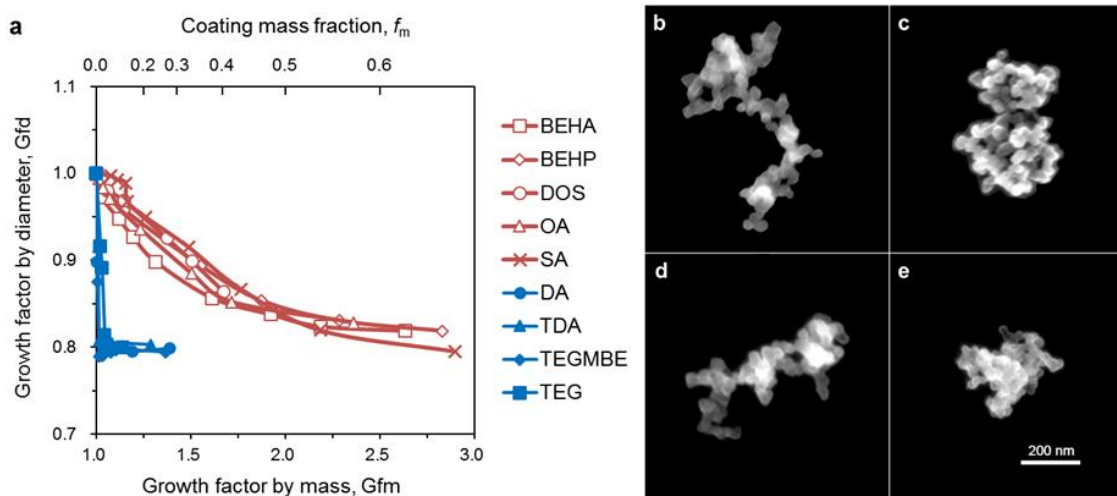 a
Coating mass fraction, fm
0.0 0.2 0.3 0.4 0.5 0.6
1.1
1.0
0.9
0.8
0.7
Growth factor by diameter, Gfd
1.0 1.5 2.0 2.5 3.0
Growth factor by mass, Gfm
BEHA
BEHP
DOS
OA
SA
DA
TDA
TEGMBE
TEG
b
c
d
e
200 nm